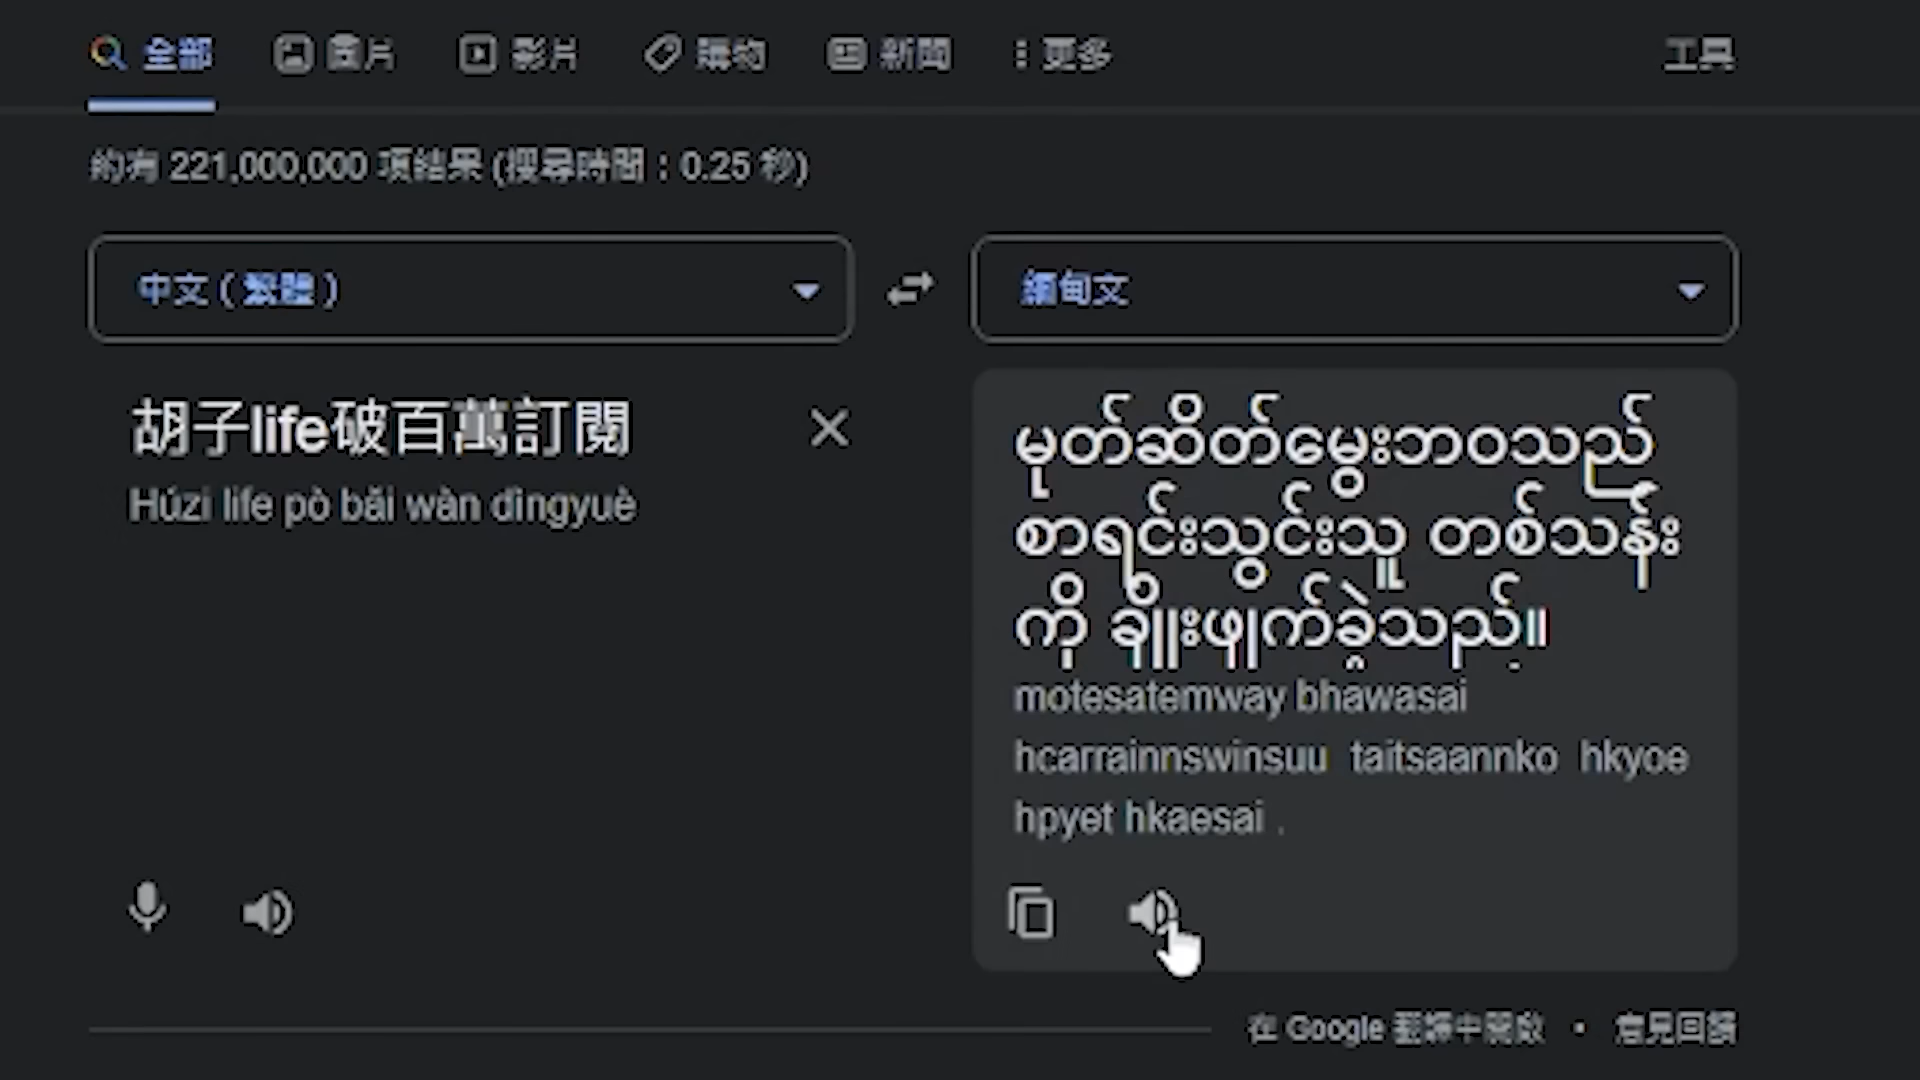 全部 圖片 影片 購物 新聞 更多 工具
約有 221,000,000 項結果 (搜尋時間：0.25 秒)
中文（繁體） 緬甸文
胡子life破百萬訂閱
Húzi life pò bǎi wàn dìngyuè
မုတ်ဆိတ်မွေးဘဝသည်
စာရင်းသွင်းသူ တစ်သန်း
ကို ချိုးဖျက်ခဲ့သည်။
motesatemway bhawasai
hcarrainnswinsuu taitsaannko hkyoe
hpyet hkaesai .
在 Google 翻譯中開啟 • 意見回饋